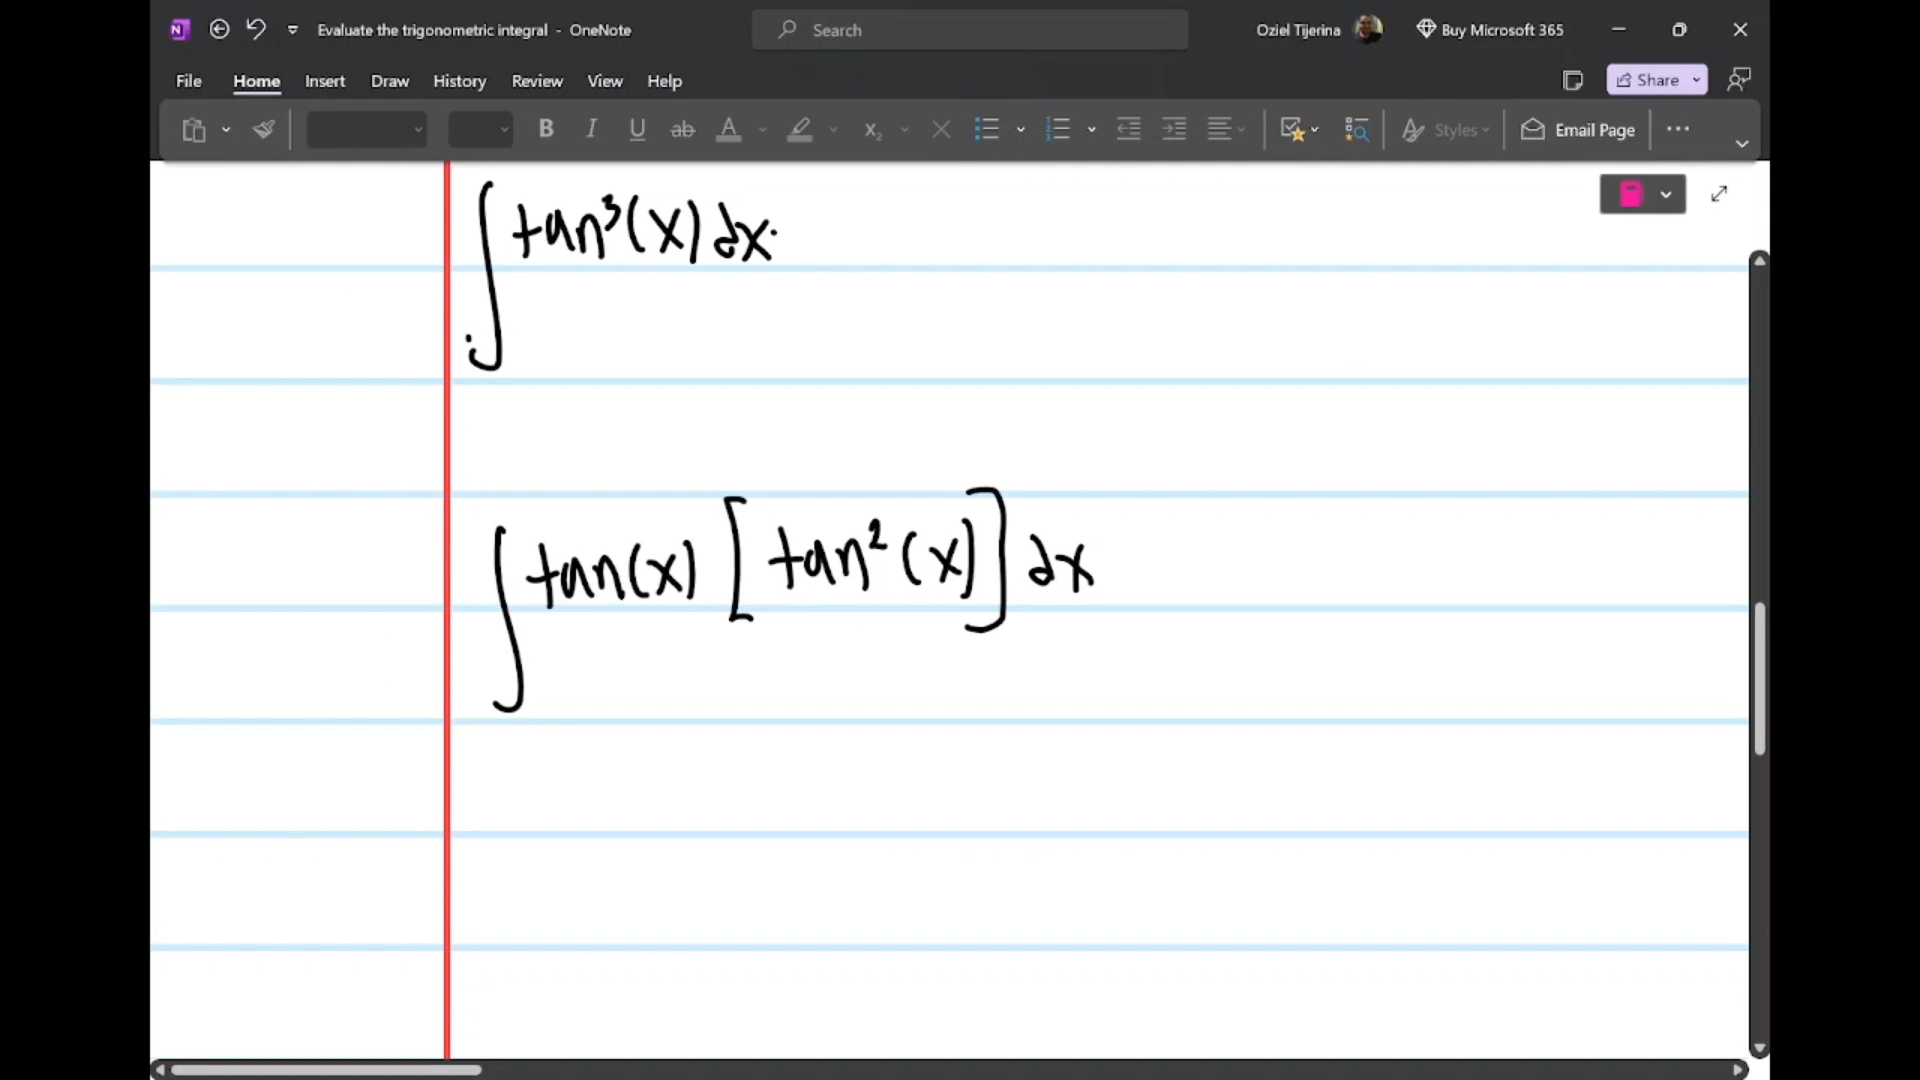 Evaluate the trigonometric integral - OneNote
Search
Oziel Tijerina
Buy Microsoft 365
File Home Insert Draw History Review View Help
Share
B I U ab A X₂ A Styles Email Page
∫tan³(x)dx
∫tan(x)[tan²(x)]dx